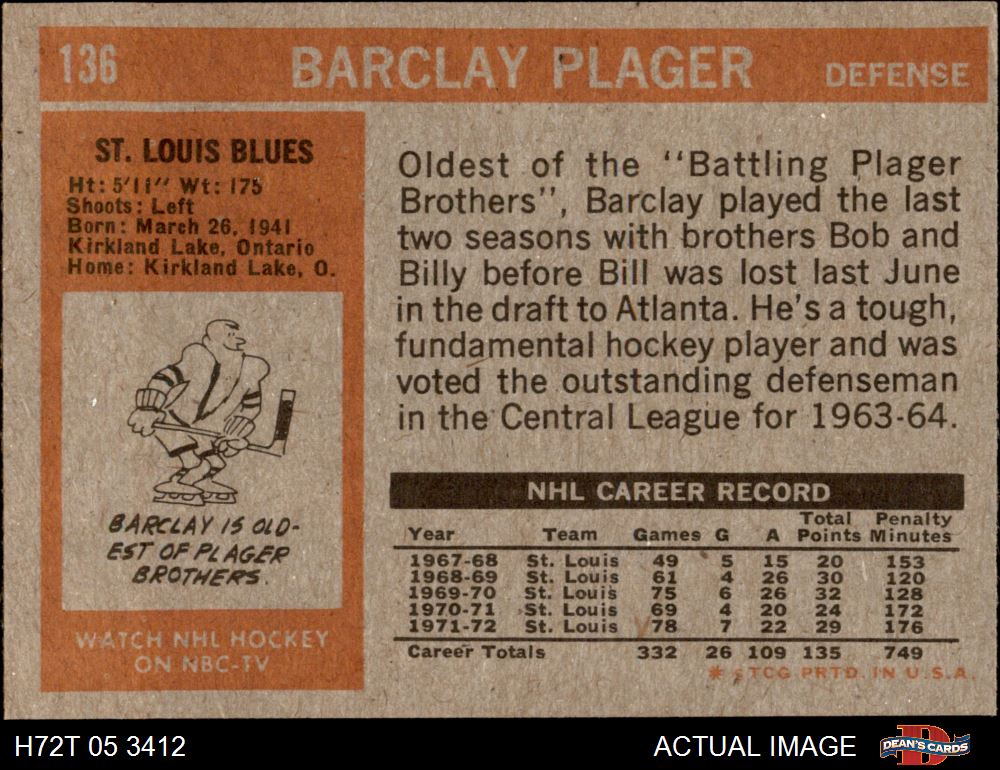 136 BARCLAY PLAGER DEFENSE
ST. LOUIS BLUES
Ht: 5'11" Wt: 175
Shoots: Left
Born: March 26, 1941
Kirkland Lake, Ontario
Home: Kirkland Lake, O.
BARCLAY IS OLD-
EST OF PLAGER
BROTHERS.
WATCH NHL HOCKEY
ON NBC-TV
Oldest of the "Battling Plager
Brothers", Barclay played the last
two seasons with brothers Bob and
Billy before Bill was lost last June
in the draft to Atlanta. He's a tough,
fundamental hockey player and was
voted the outstanding defenseman
in the Central League for 1963-64.
NHL CAREER RECORD
Year Team Games G A Total Points Penalty Minutes
1967-68 St. Louis 49 5 15 20 153
1968-69 St. Louis 61 4 26 30 120
1969-70 St. Louis 75 6 26 32 128
1970-71 St. Louis 69 4 20 24 172
1971-72 St. Louis 78 7 22 29 176
Career Totals 332 26 109 135 749
* ©TCG PRTD. IN U.S.A.
H72T 05 3412 ACTUAL IMAGE DEAN'S CARDS